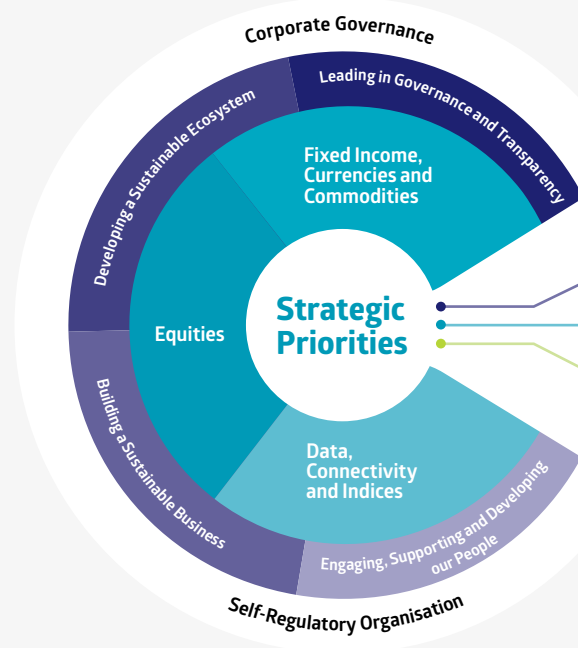 Corporate Governance
Leading in Governance and Transparency
Developing a Sustainable Ecosystem
Fixed Income,
Currencies and
Commodities
Strategic
Priorities
Equities
Building a Sustainable Business
Data,
Connectivity
and Indices
Engaging, Supporting and Developing
our People
Self-Regulatory Organisation